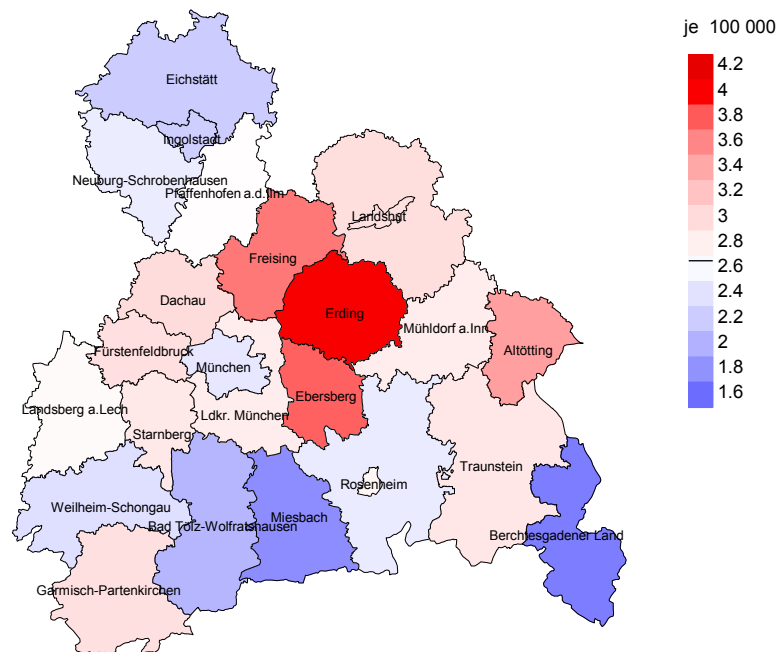 je 100 000
4.2
4
3.8
3.6
3.4
3.2
3
2.8
2.6
2.4
2.2
2
1.8
1.6
Eichstätt
Ingolstadt
Neuburg-Schrobenhausen
Pfaffenhofen a.d.Ilm
Landshut
Freising
Dachau
Erding
Mühldorf a.Inn
Altötting
Fürstenfeldbruck
München
Ebersberg
Landsberg a.Lech
Ldkr. München
Starnberg
Traunstein
Rosenheim
Weilheim-Schongau
Bad Tölz-Wolfratshausen
Miesbach
Berchtesgadener Land
Garmisch-Partenkirchen